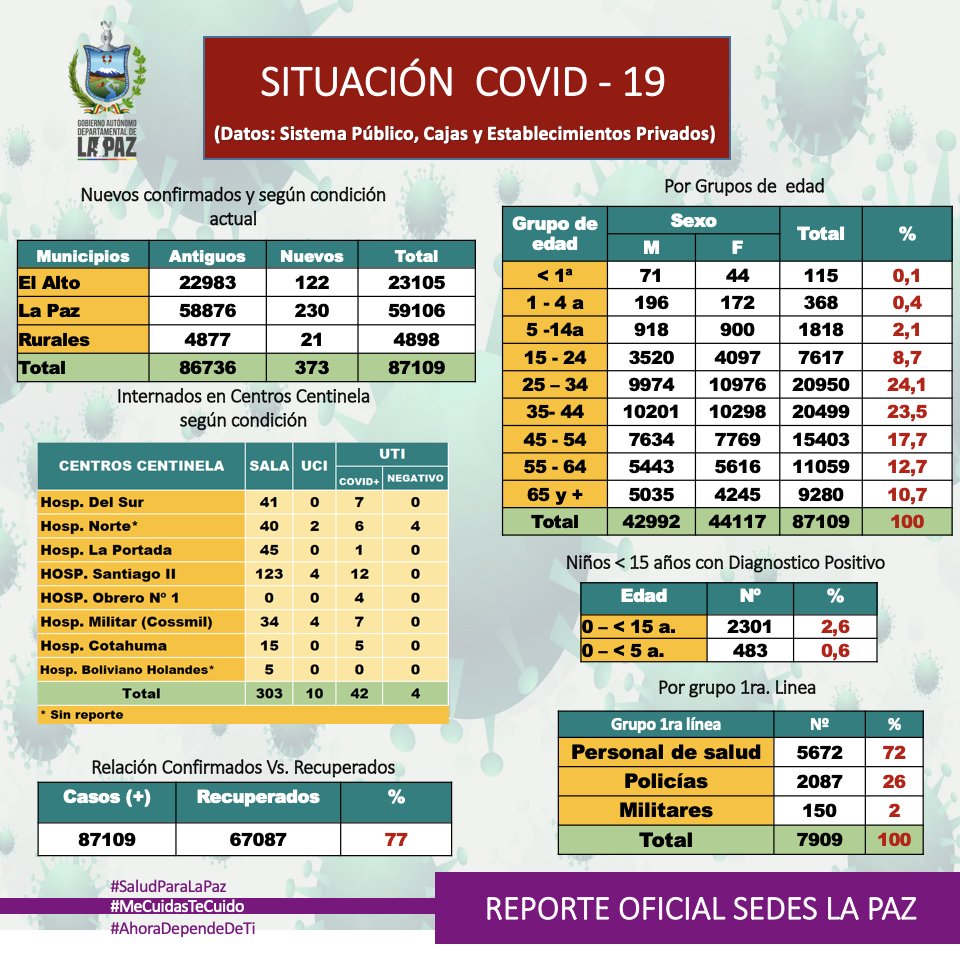 GOBIERNO AUTÓNOMO
DEPARTAMENTAL DE
LA PAZ
SITUACIÓN COVID - 19
(Datos: Sistema Público, Cajas y Establecimientos Privados)
Nuevos confirmados y según condición
actual
Municipios Antiguos Nuevos Total
El Alto 22983 122 23105
La Paz 58876 230 59106
Rurales 4877 21 4898
Total 86736 373 87109
Internados en Centros Centinela
según condición
CENTROS CENTINELA SALA UCI UTI
COVID+ NEGATIVO
Hosp. Del Sur 41 0 7 0
Hosp. Norte* 40 2 6 4
Hosp. La Portada 45 0 1 0
HOSP. Santiago II 123 4 12 0
HOSP. Obrero Nº 1 0 0 4 0
Hosp. Militar (Cossmil) 34 4 7 0
Hosp. Cotahuma 15 0 5 0
Hosp. Boliviano Holandes* 5 0 0 0
Total 303 10 42 4
* Sin reporte
Relación Confirmados Vs. Recuperados
Casos (+) Recuperados %
87109 67087 77
Por Grupos de edad
Grupo de edad Sexo Total %
M F
< 1ª 71 44 115 0,1
1 - 4 a 196 172 368 0,4
5 -14a 918 900 1818 2,1
15 - 24 3520 4097 7617 8,7
25 – 34 9974 10976 20950 24,1
35- 44 10201 10298 20499 23,5
45 - 54 7634 7769 15403 17,7
55 - 64 5443 5616 11059 12,7
65 y + 5035 4245 9280 10,7
Total 42992 44117 87109 100
Niños < 15 años con Diagnostico Positivo
Edad Nº %
0 – < 15 a. 2301 2,6
0 – < 5 a. 483 0,6
Por grupo 1ra. Linea
Grupo 1ra línea Nº %
Personal de salud 5672 72
Policías 2087 26
Militares 150 2
Total 7909 100
#SaludParaLaPaz
#MeCuidasTeCuido
#AhoraDependeDeTi
REPORTE OFICIAL SEDES LA PAZ